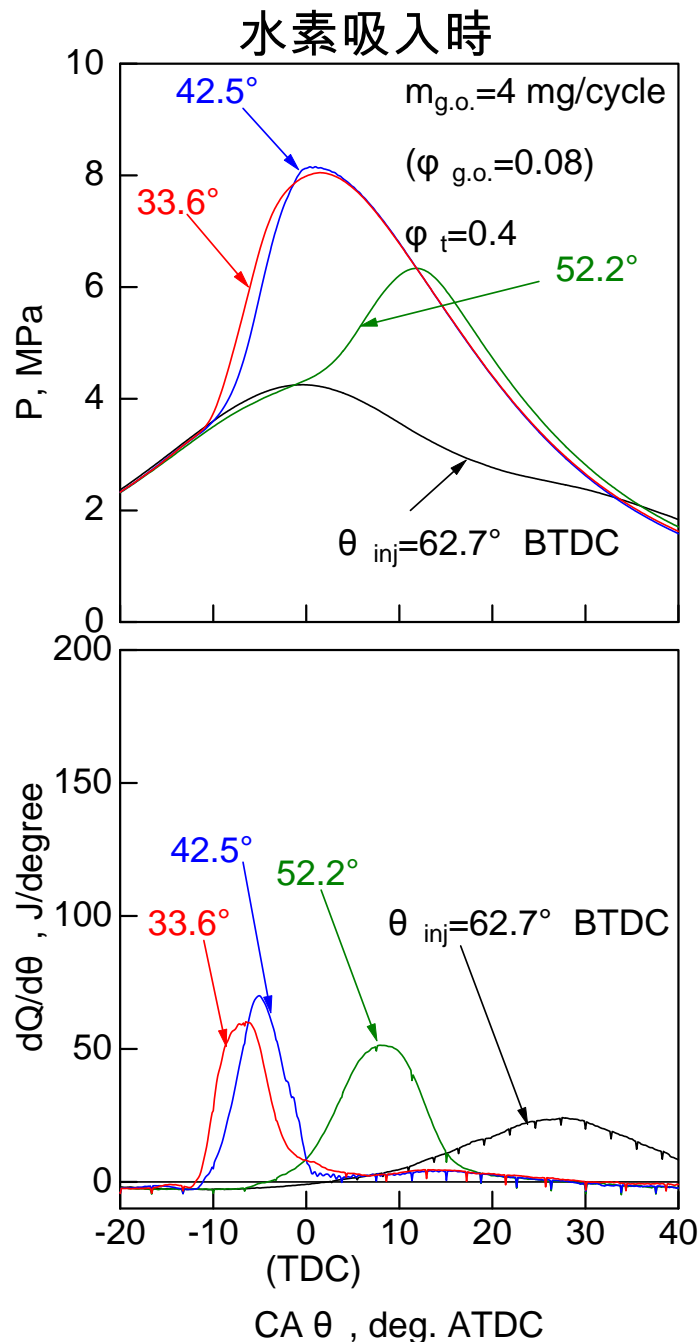 水素吸入時
10
8
6
4
2
0
P, MPa
42.5°
33.6°
m g.o.=4 mg/cycle
(φ g.o.=0.08)
φ t=0.4
52.2°
θ inj=62.7° BTDC
200
150
100
50
0
dQ/dθ , J/degree
42.5°
33.6°
52.2°
θ inj=62.7° BTDC
-20 -10 0 10 20 30 40
(TDC)
CA θ , deg. ATDC